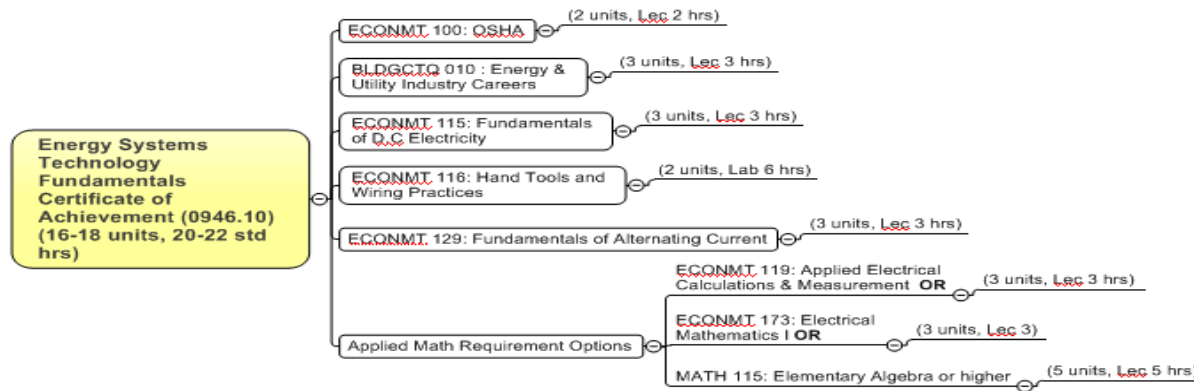 Energy Systems
Technology
Fundamentals
Certificate of
Achievement (0946.10)
(16-18 units, 20-22 std
hrs)
ECONMT 100: OSHA
(2 units, Lec 2 hrs)
BLDGCTQ 010 : Energy &
Utility Industry Careers
(3 units, Lec 3 hrs)
ECONMT 115: Fundamentals
of D.C Electricity
(3 units, Lec 3 hrs)
ECONMT 116: Hand Tools and
Wiring Practices
(2 units, Lab 6 hrs)
ECONMT 129: Fundamentals of Alternating Current
(3 units, Lec 3 hrs)
Applied Math Requirement Options
ECONMT 119: Applied Electrical
Calculations & Measurement OR
(3 units, Lec 3 hrs)
ECONMT 173: Electrical
Mathematics I OR
(3 units, Lec 3)
MATH 115: Elementary Algebra or higher
(5 units, Lec 5 hrs)